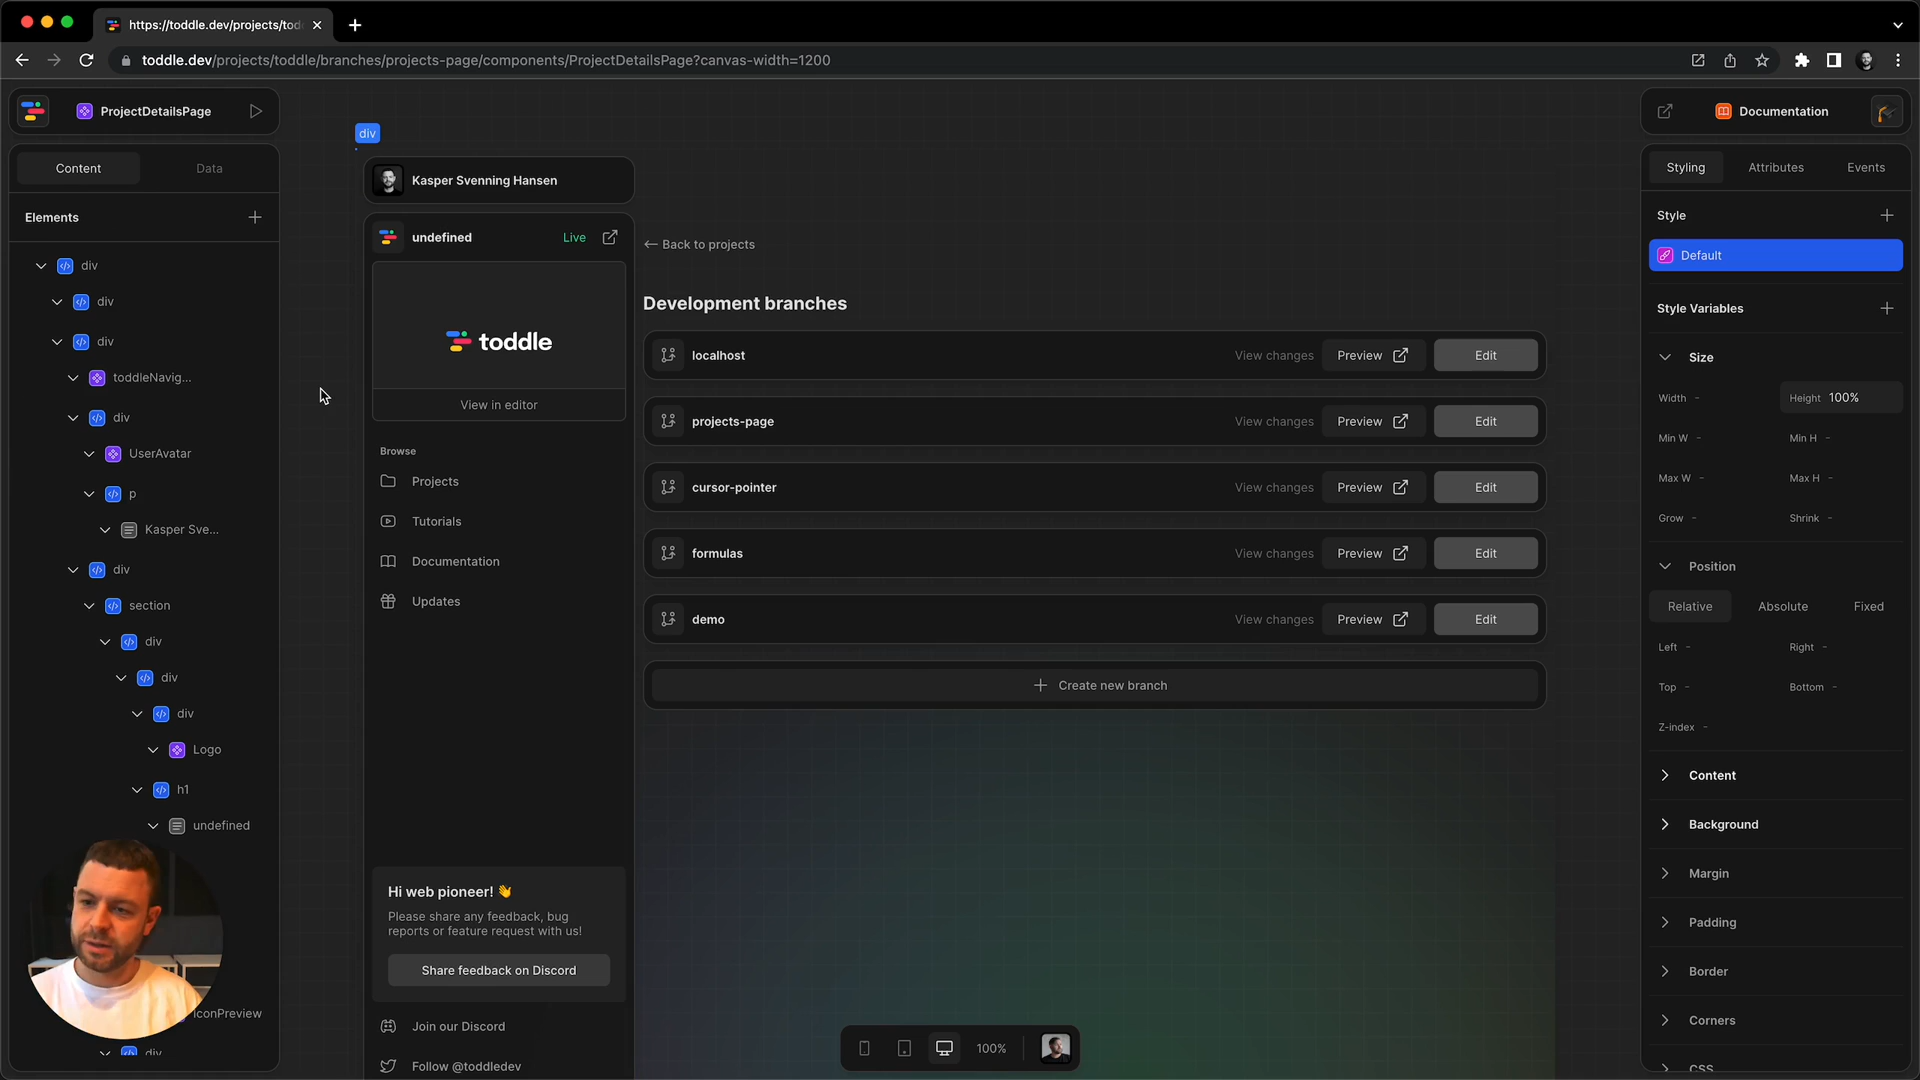 https://toddle.dev/projects/tod
toddle.dev/projects/toddle/branches/projects-page/components/ProjectDetailsPage?canvas-width=1200
ProjectDetailsPage
Documentation
Content
Data
Elements
div
div
div
toddleNavig...
div
UserAvatar
p
Kasper Sve...
div
section
div
div
div
Logo
h1
undefined
IconPreview
div
div
Kasper Svenning Hansen
undefined
Live
toddle
View in editor
Browse
Projects
Tutorials
Documentation
Updates
Hi web pioneer! 👋
Please share any feedback, bug
reports or feature request with us!
Share feedback on Discord
Join our Discord
Follow @toddledev
← Back to projects
Development branches
localhost View changes Preview Edit
projects-page View changes Preview Edit
cursor-pointer View changes Preview Edit
formulas View changes Preview Edit
demo View changes Preview Edit
Create new branch
100%
Styling Attributes Events
Style
Default
Style Variables
Size
Width - Height 100%
Min W - Min H -
Max W - Max H -
Grow - Shrink -
Position
Relative Absolute Fixed
Left - Right -
Top - Bottom -
Z-index -
Content
Background
Margin
Padding
Border
Corners
CSS